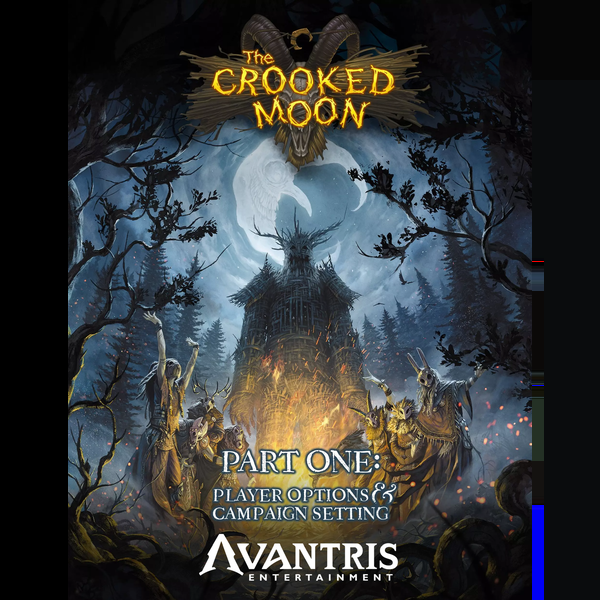 The
CROOKED
MOON
PART ONE:
PLAYER OPTIONS &
CAMPAIGN SETTING
AVANTRIS
ENTERTAINMENT